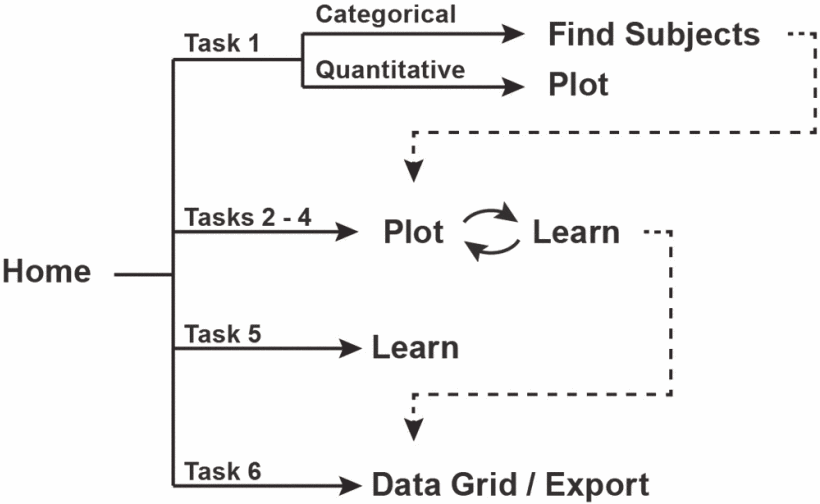 Categorical
Task 1
Find Subjects
Quantitative
Plot
Tasks 2 - 4
Plot
Learn
Home
Task 5
Learn
Task 6
Data Grid / Export